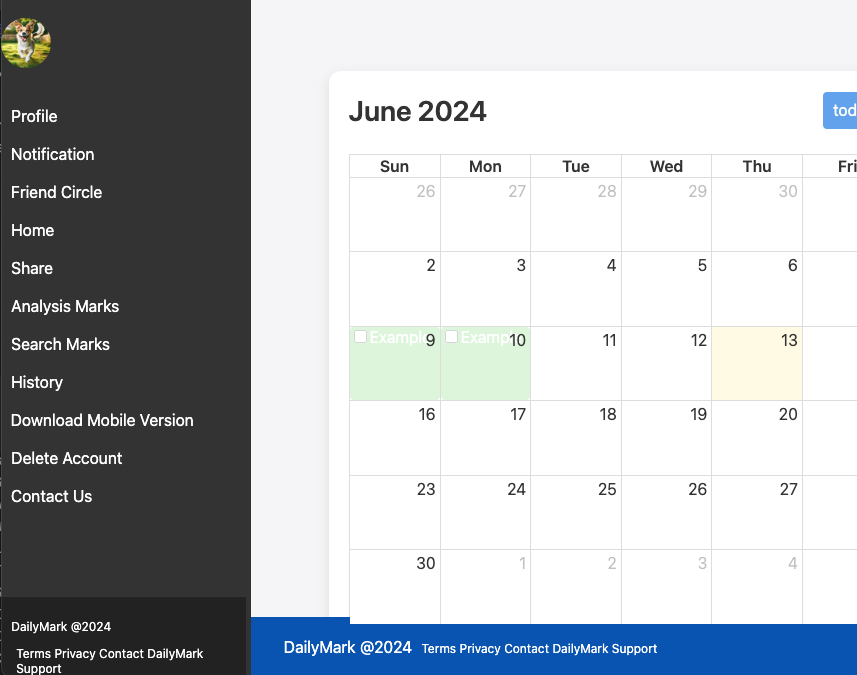 Profile
Notification
Friend Circle
Home
Share
Analysis Marks
Search Marks
History
Download Mobile Version
Delete Account
Contact Us
DailyMark @2024
Terms Privacy Contact DailyMark
Support
June 2024
tod
Sun Mon Tue Wed Thu Fri
26 27 28 29 30
2 3 4 5 6
Exampl 9 Examp 10 11 12 13
16 17 18 19 20
23 24 25 26 27
30 1 2 3 4
DailyMark @2024 Terms Privacy Contact DailyMark Support